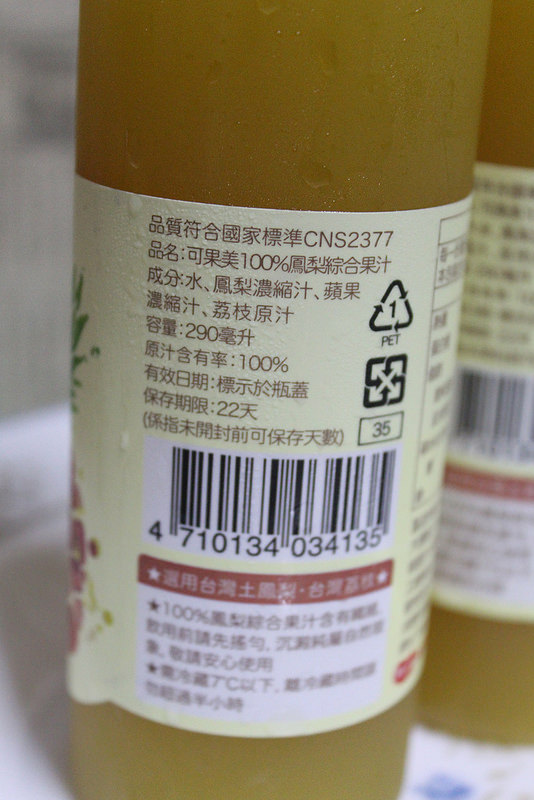 品質符合國家標準CNS2377
品名:可果美100%鳳梨綜合果汁
成分:水、鳳梨濃縮汁、蘋果
濃縮汁、荔枝原汁
容量:290毫升
原汁含有率:100%
有效日期:標示於瓶蓋
保存期限:22天
(係指未開封前可保存天數)
1
PET
35
4 710134 034135
★選用台灣土鳳梨·台灣荔枝★
★100%鳳梨綜合果汁含有纖維,
飲用前請先搖勻,沉澱純屬自然現
象,敬請安心使用
★需冷藏7°C以下,離冷藏時間請
勿超過半小時